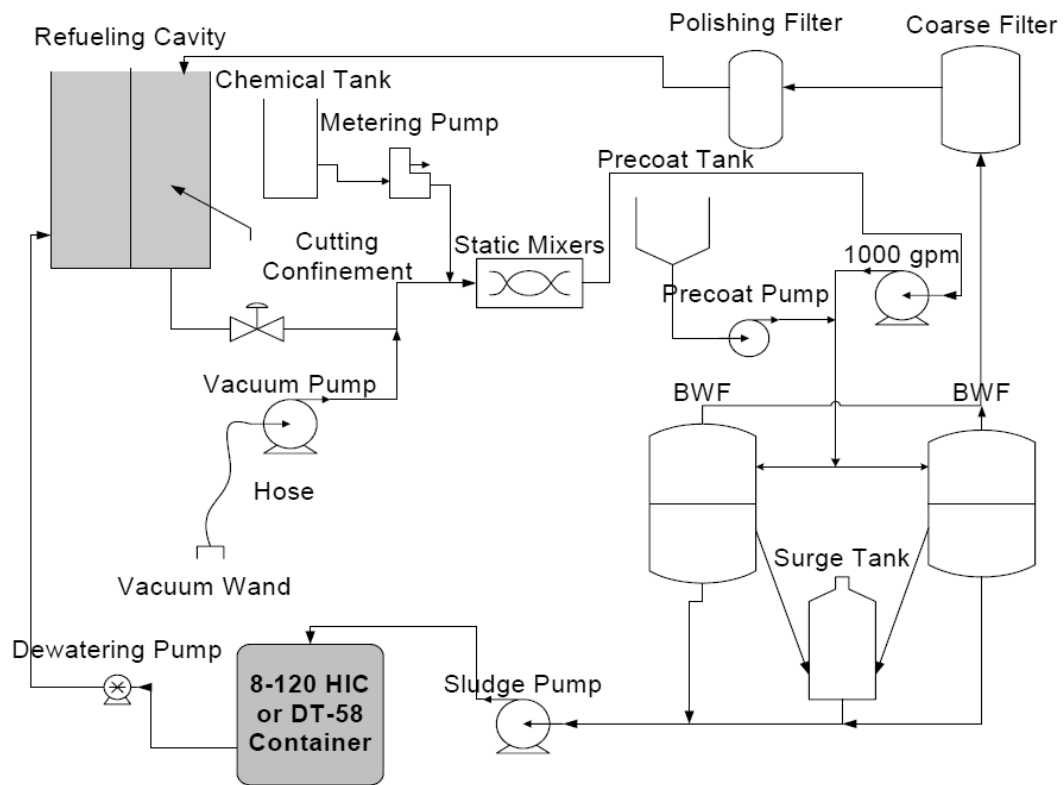 Refueling Cavity
Polishing Filter
Coarse Filter
Chemical Tank
Metering Pump
Precoat Tank
Cutting
Confinement
Static Mixers
1000 gpm
Precoat Pump
Vacuum Pump
BWF
BWF
Hose
Surge Tank
Vacuum Wand
Dewatering Pump
8-120 HIC
or DT-58
Container
Sludge Pump